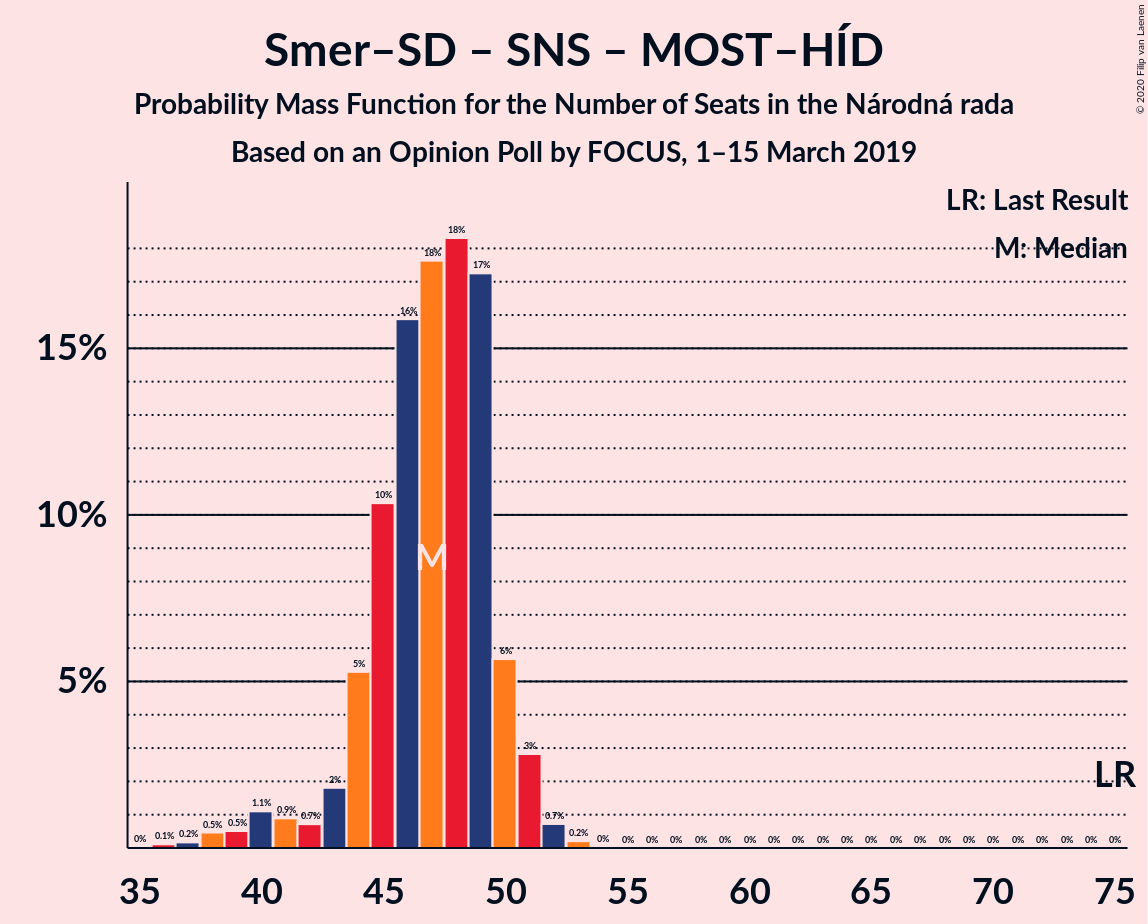 Smer–SD – SNS – MOST–HÍD
Probability Mass Function for the Number of Seats in the Národná rada
Based on an Opinion Poll by FOCUS, 1–15 March 2019
© 2020 Filip van Laenen
LR: Last Result
M: Median
15%
10%
5%
0% 0.1% 0.2% 0.5% 0.5% 1.1% 0.9% 0.7% 2% 5% 10% 16% 18% 18% 17% 6% 3% 0.7% 0.2% 0% 0% 0% 0% 0% 0% 0% 0% 0% 0% 0% 0% 0% 0% 0% 0% 0% 0% 0% 0% 0% 0%
M
LR
35 40 45 50 55 60 65 70 75